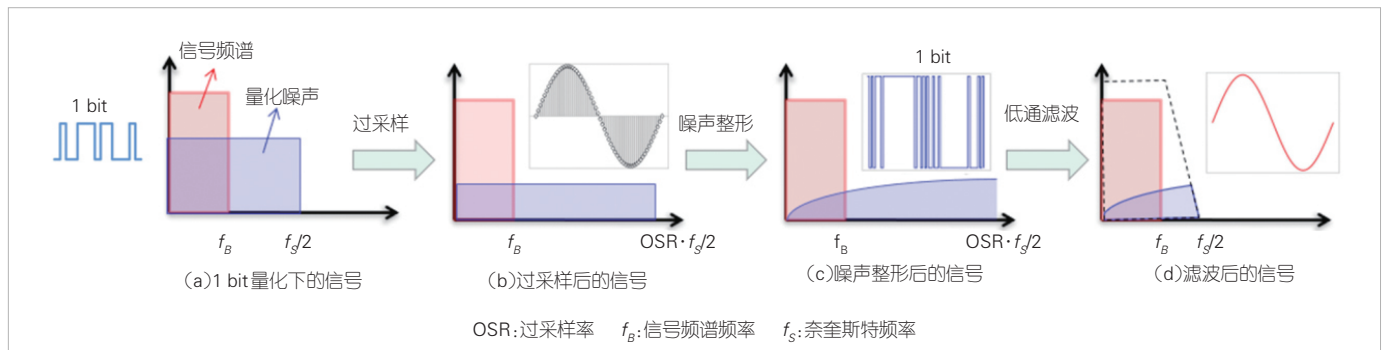 信号频谱
1 bit
量化噪声
f_B
f_S/2
(a)1 bit量化下的信号
过采样
f_B
OSR·f_S/2
(b)过采样后的信号
噪声整形
1 bit
f_B
OSR·f_S/2
(c)噪声整形后的信号
低通滤波
f_B
f_S/2
(d)滤波后的信号
OSR:过采样率 f_B:信号频谱频率 f_S:奈奎斯特频率